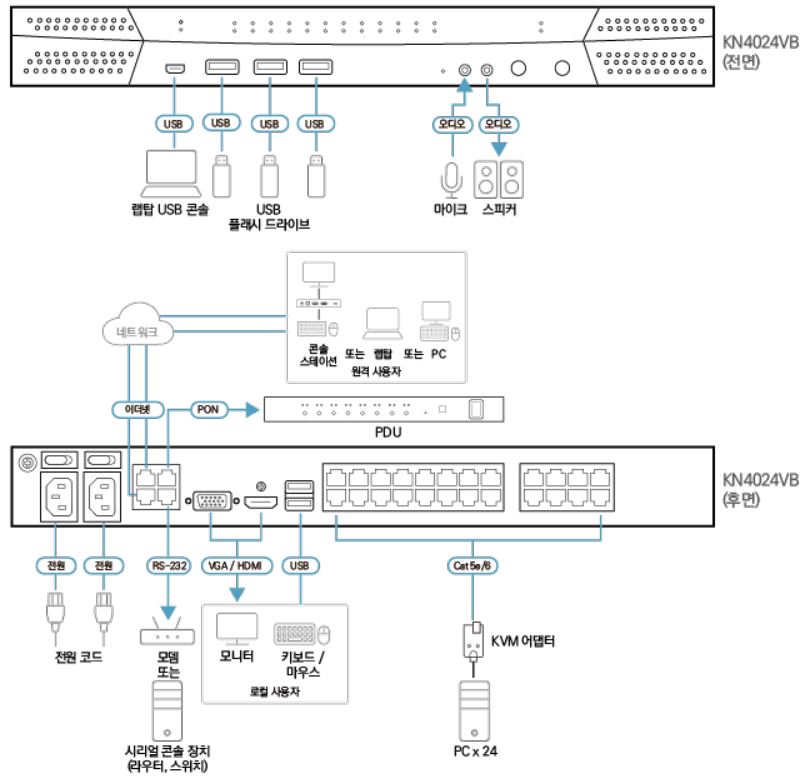 KN4024VB
(전면)
USB
USB
USB
USB
오디오
오디오
랩탑 USB 콘솔
USB
플래시 드라이브
마이크
스피커
네트워크
콘솔
스테이션
또는
랩탑
또는
PC
원격 사용자
이더넷
PON
PDU
KN4024VB
(후면)
전원
전원
RS-232
VGA / HDMI
USB
Cat5e/6
전원 코드
모뎀
또는
모니터
키보드 /
마우스
로컬 사용자
KVM 어댑터
시리얼 콘솔 장치
(라우터, 스위치)
PC x 24